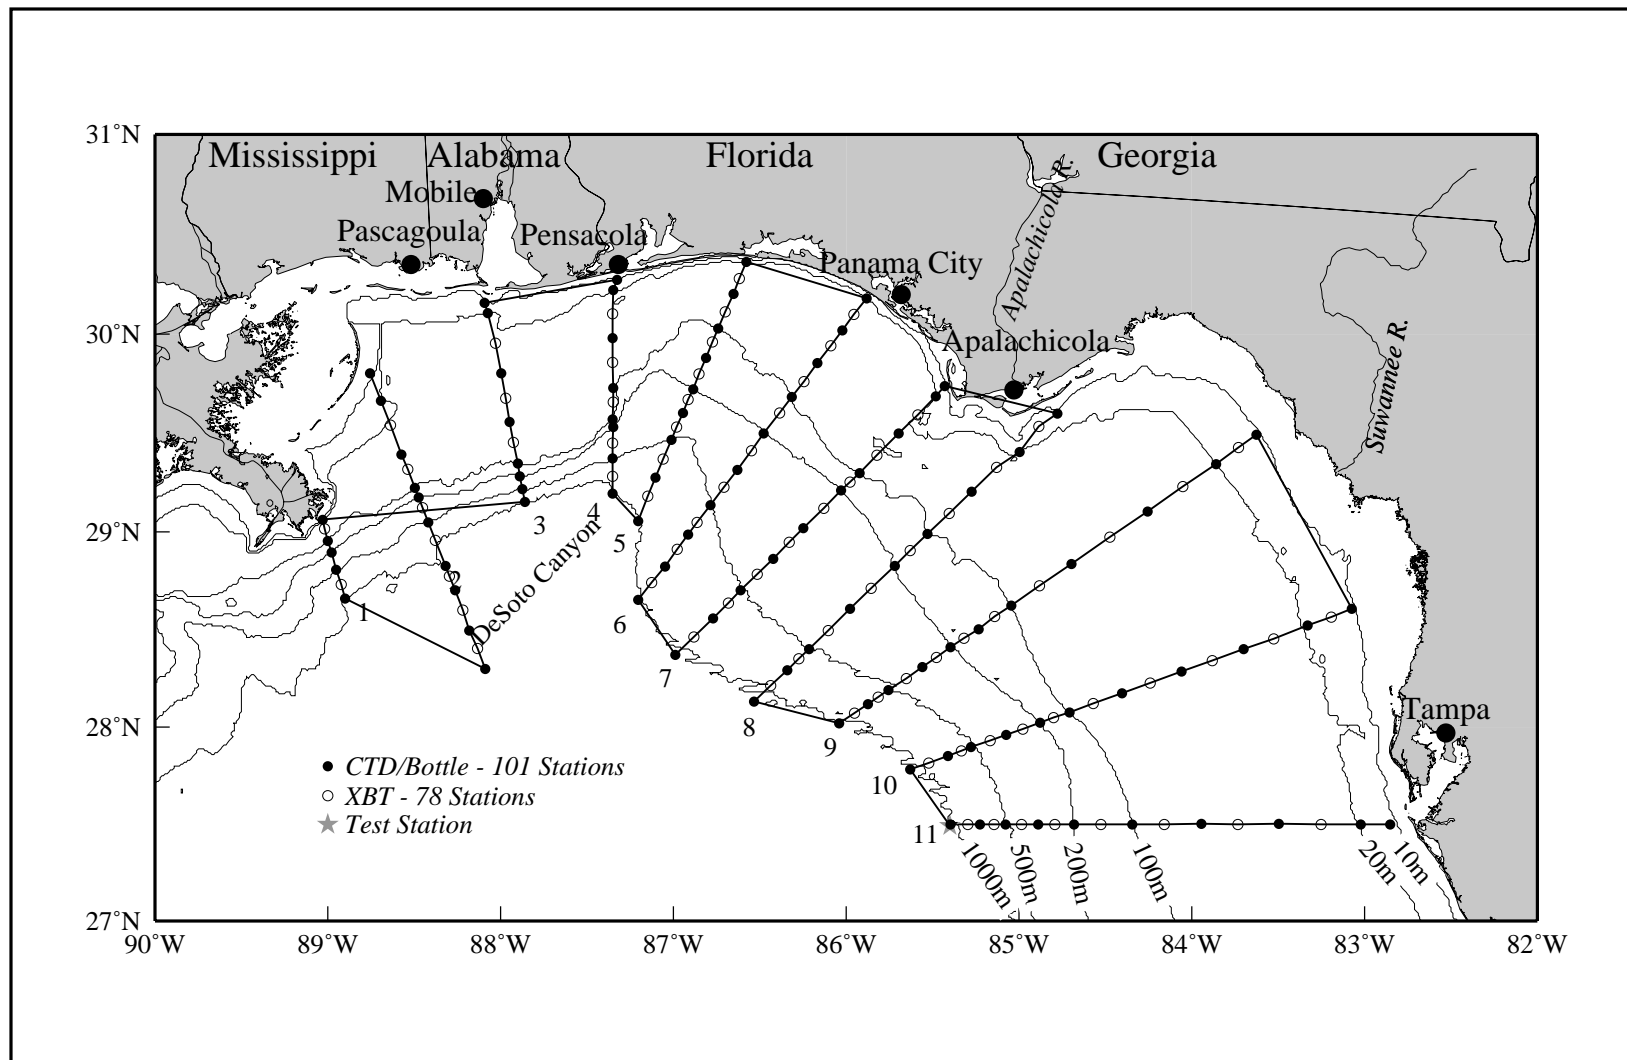 31°N
Mississippi
Alabama
Florida
Georgia
Mobile
Pascagoula
Pensacola
Panama City
Apalachicola R.
Apalachicola
Suwannee R.
30°N
29°N
28°N
27°N
DeSoto Canyon
1
2
3
4
5
6
7
8
9
10
11
Tampa
CTD/Bottle - 101 Stations
XBT - 78 Stations
Test Station
1000m
500m
200m
100m
20m
10m
90°W
89°W
88°W
87°W
86°W
85°W
84°W
83°W
82°W